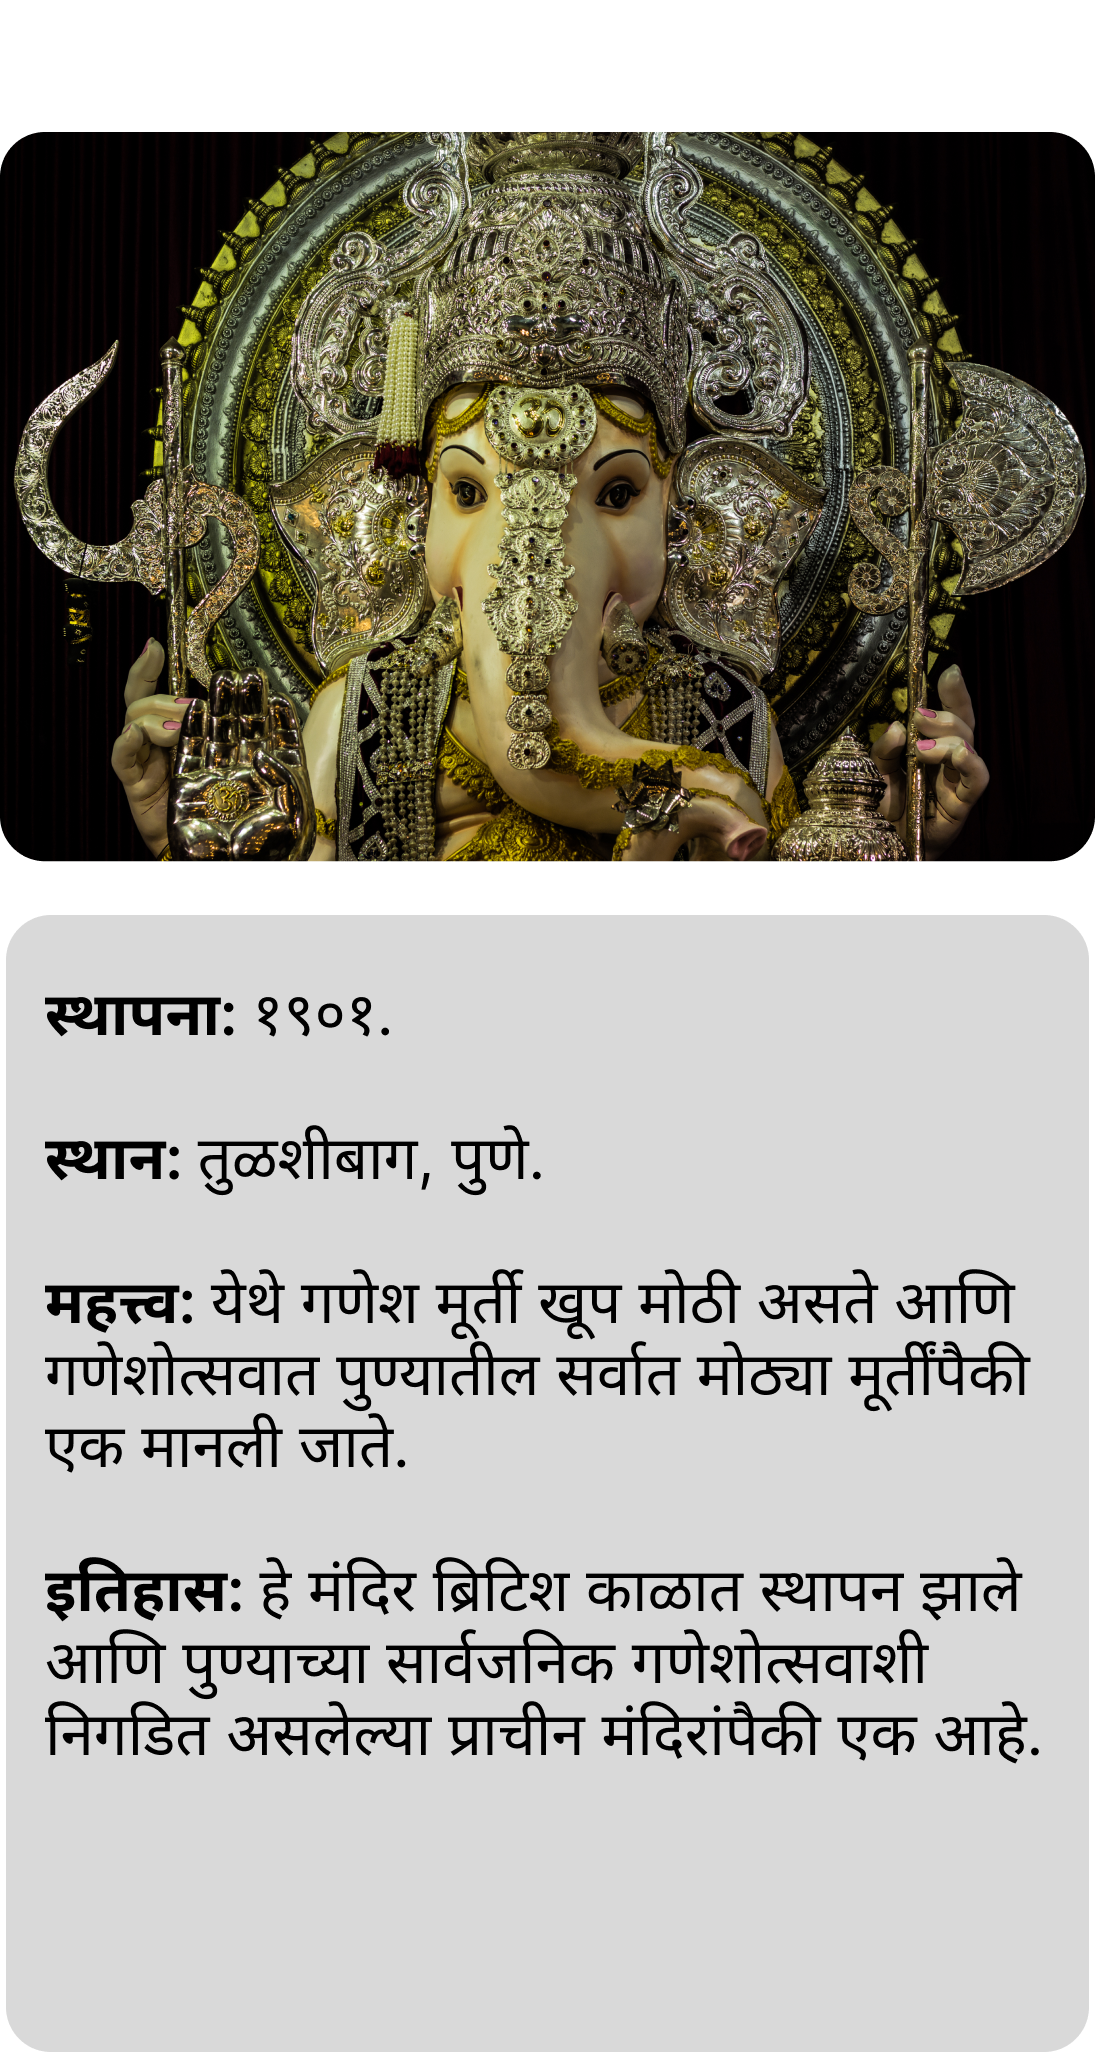 स्थापना: १९०१.
स्थान: तुळशीबाग, पुणे.
महत्त्व: येथे गणेश मूर्ती खूप मोठी असते आणि
गणेशोत्सवात पुण्यातील सर्वात मोठ्या मूर्तींपैकी
एक मानली जाते.
इतिहास: हे मंदिर ब्रिटिश काळात स्थापन झाले
आणि पुण्याच्या सार्वजनिक गणेशोत्सवाशी
निगडित असलेल्या प्राचीन मंदिरांपैकी एक आहे.